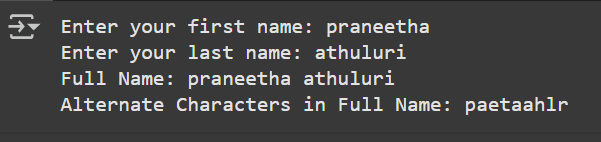 Enter your first name: praneetha
Enter your last name: athuluri
Full Name: praneetha athuluri
Alternate Characters in Full Name: paetaahlr